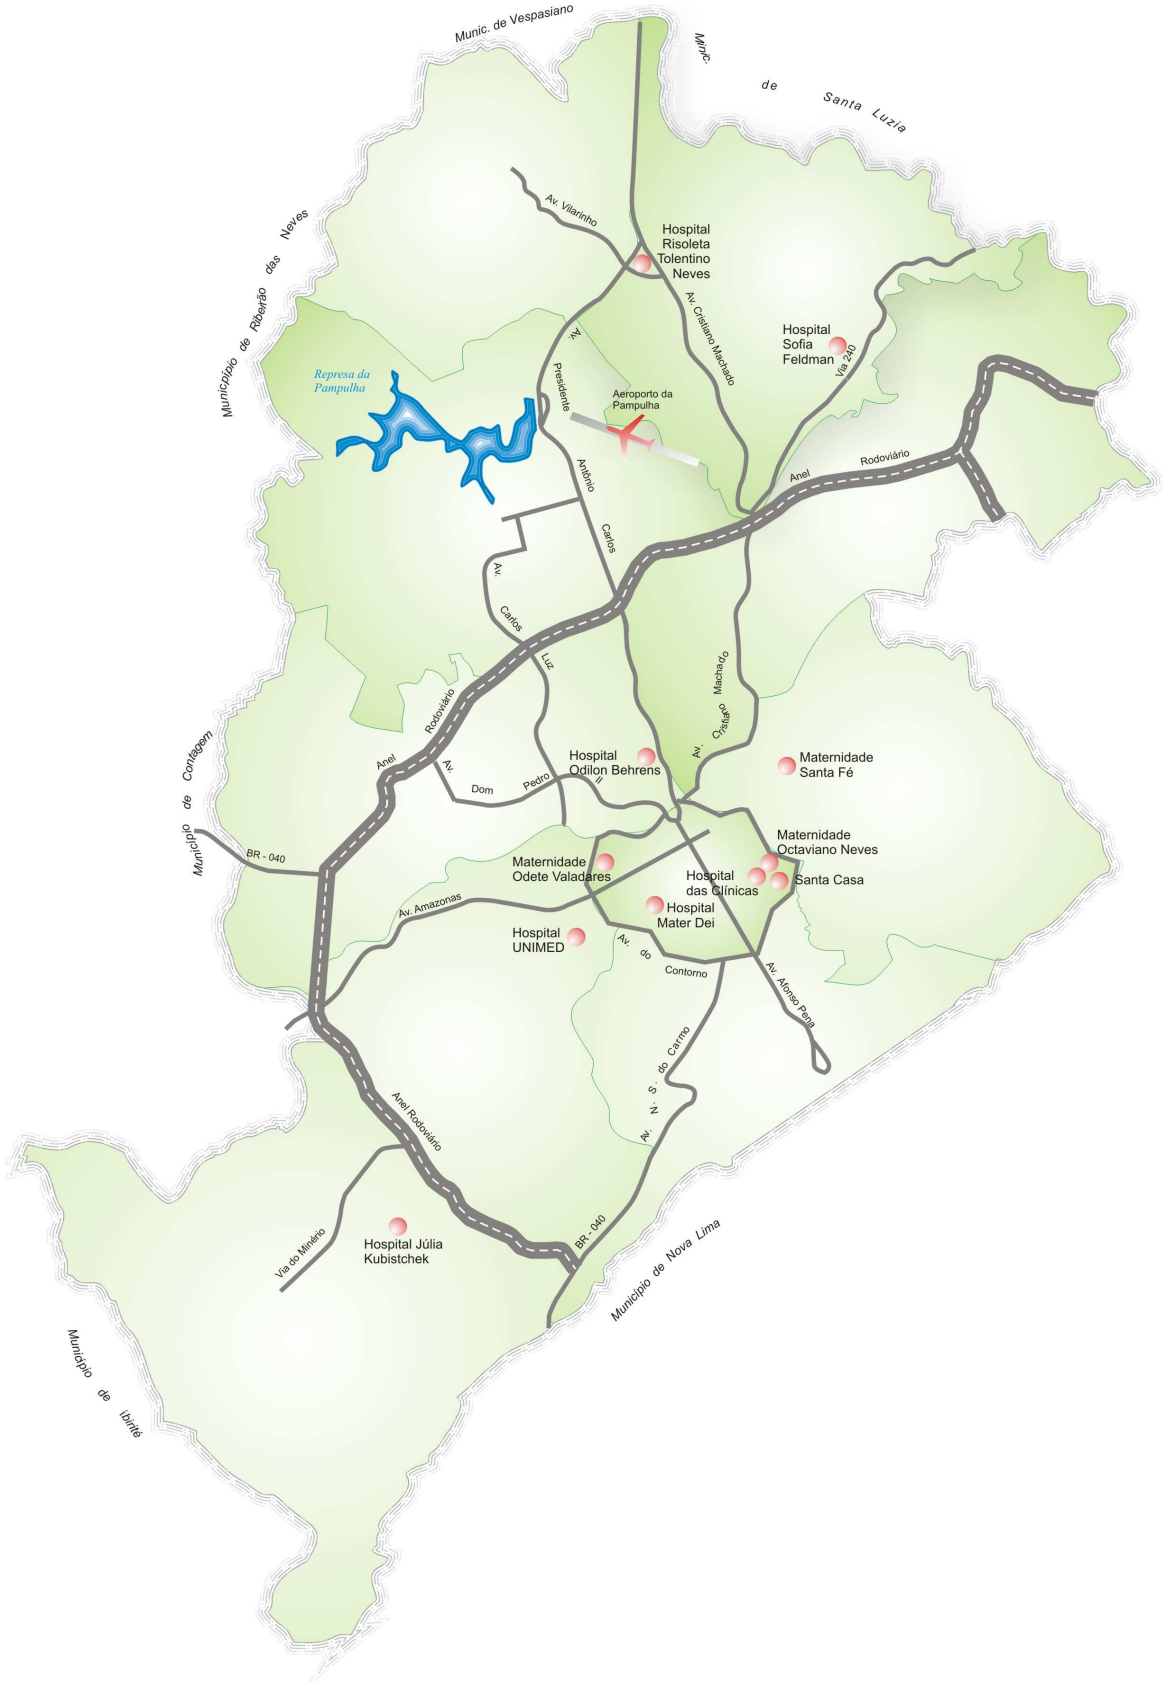 Munic. de Vespasiano
Minic.
de
Santa Luzia
Av. Vilarinho
Hospital
Risoleta
Tolentino
Neves
Municpípio de Ribeirão das Neves
Av. Cristiano Machado
Hospital
Sofia
Feldman
Via 240
Av.
Presidente
Antônio
Carlos
Represa da
Pampulha
Aeroporto da
Pampulha
Anel
Rodoviário
Av.
Carlos
Luz
Anel
Rodoviário
Av.
Cristiano
Machado
Município de Contagem
Hospital
Odilon Behrens
Maternidade
Santa Fé
Av.
Dom
Pedro
II
BR - 040
Maternidade
Octaviano Neves
Maternidade
Odete Valadares
Hospital
das Clínicas
Santa Casa
Av. Amazonas
Hospital
Mater Dei
Hospital
UNIMED
Av. do
Contorno
Av. Afonso Pena
Av. N. S. do Carmo
Anel Rodoviário
BR - 040
Via do Minério
Hospital Júlia
Kubistchek
Município de Nova Lima
Município de ibirité